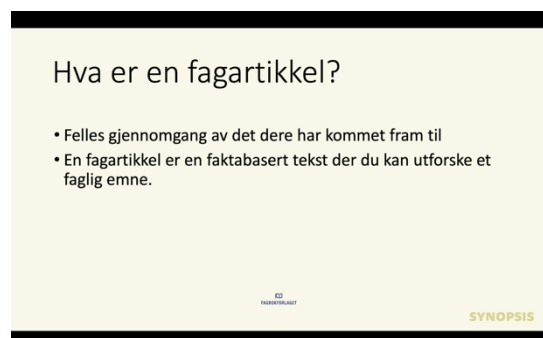 Hva er en fagartikkel?
• Felles gjennomgang av det dere har kommet fram til
• En fagartikkel er en faktabasert tekst der du kan utforske et
faglig emne.
FAGBOKFORLAGET
SYNOPSIS